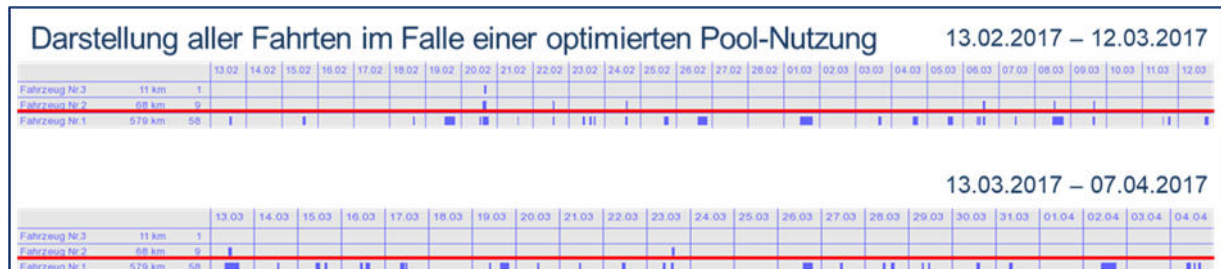 Darstellung aller Fahrten im Falle einer optimierten Pool-Nutzung 13.02.2017 – 12.03.2017
13.02 14.02 15.02 16.02 17.02 18.02 19.02 20.02 21.02 22.02 23.02 24.02 25.02 26.02 27.02 28.02 01.03 02.03 03.03 04.03 05.03 06.03 07.03 08.03 09.03 10.03 11.03 12.03
Fahrzeug Nr.3 11 km 1
Fahrzeug Nr.2 68 km 9
Fahrzeug Nr.1 579 km 58
13.03.2017 – 07.04.2017
13.03 14.03 15.03 16.03 17.03 18.03 19.03 20.03 21.03 22.03 23.03 24.03 25.03 26.03 27.03 28.03 29.03 30.03 31.03 01.04 02.04 03.04 04.04
Fahrzeug Nr.3 11 km 1
Fahrzeug Nr.2 68 km 9
Fahrzeug Nr.1 579 km 58